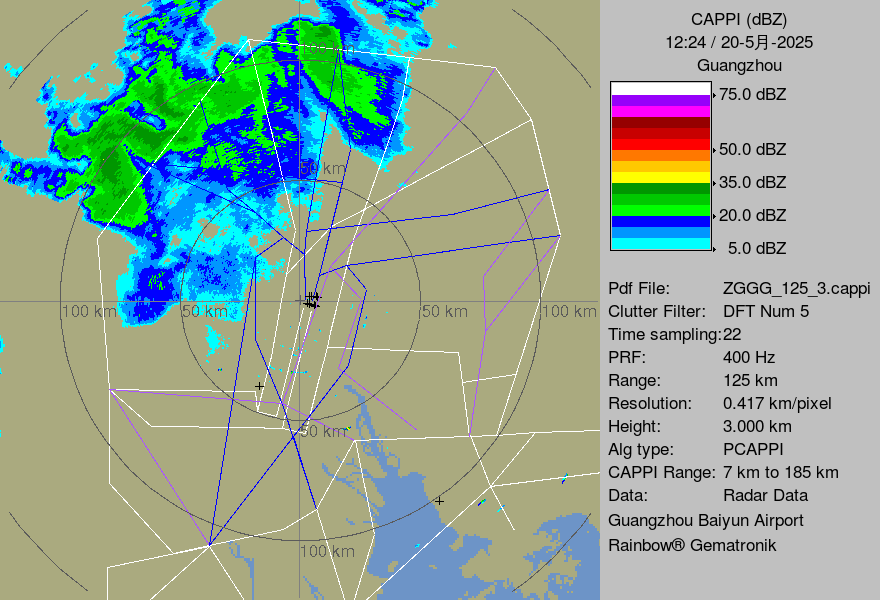 CAPPI (dBZ)
12:24 / 20-5月-2025
Guangzhou
75.0 dBZ
50.0 dBZ
35.0 dBZ
20.0 dBZ
5.0 dBZ
Pdf File: ZGGG_125_3.cappi
Clutter Filter: DFT Num 5
Time sampling:22
PRF: 400 Hz
Range: 125 km
Resolution: 0.417 km/pixel
Height: 3.000 km
Alg type: PCAPPI
CAPPI Range: 7 km to 185 km
Data: Radar Data
Guangzhou Baiyun Airport
Rainbow® Gematronik
100 km
50 km
100 km
50 km
50 km
100 km
50 km
100 km